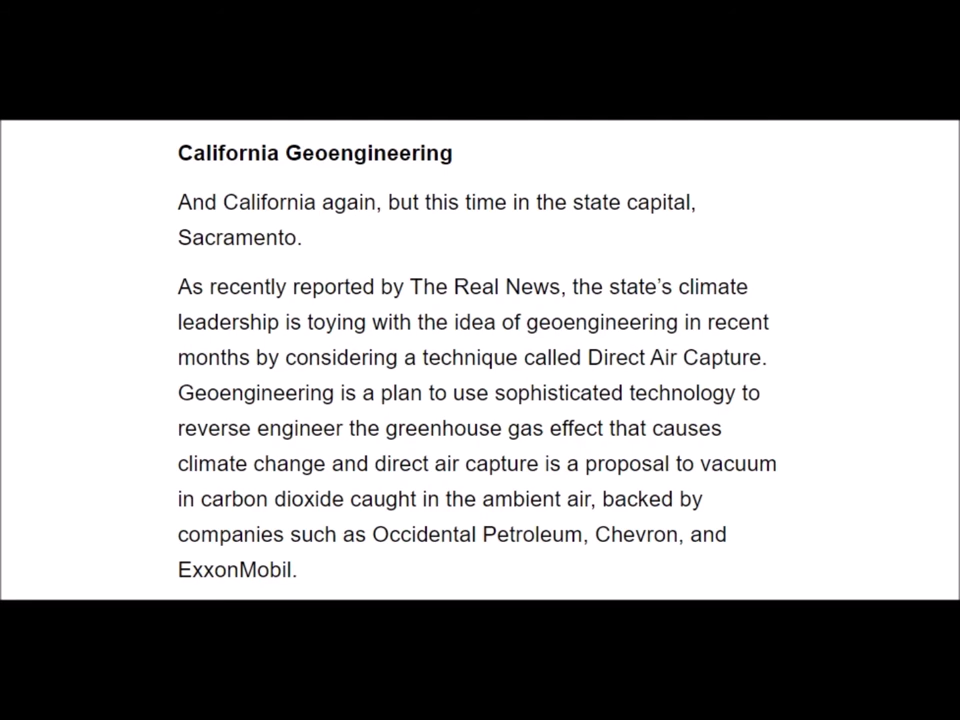 California Geoengineering
And California again, but this time in the state capital,
Sacramento.
As recently reported by The Real News, the state’s climate
leadership is toying with the idea of geoengineering in recent
months by considering a technique called Direct Air Capture.
Geoengineering is a plan to use sophisticated technology to
reverse engineer the greenhouse gas effect that causes
climate change and direct air capture is a proposal to vacuum
in carbon dioxide caught in the ambient air, backed by
companies such as Occidental Petroleum, Chevron, and
ExxonMobil.